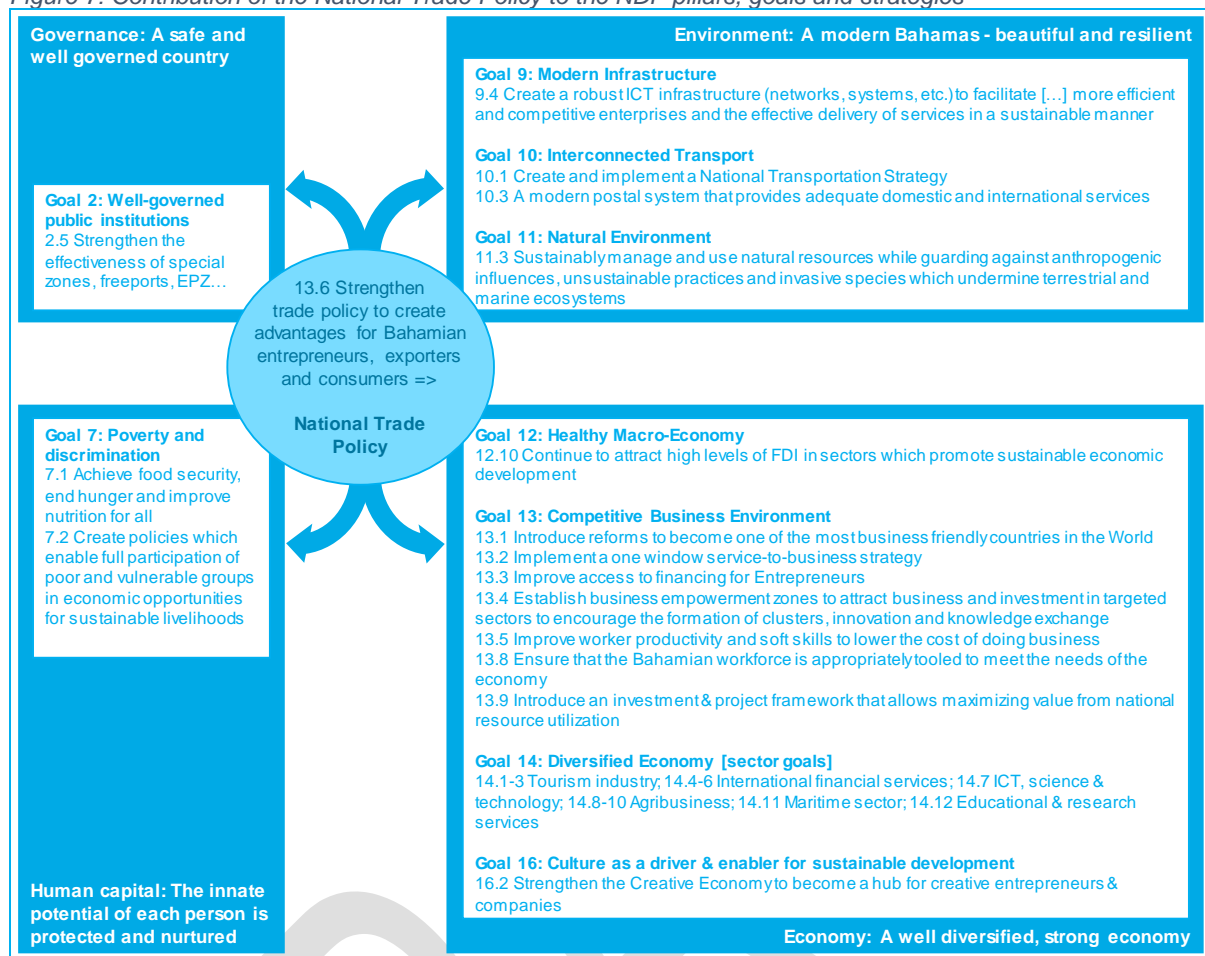 Figure 7: Contribution of the National Trade Policy to the NDP pillars, goals and strategies
Governance: A safe and
well governed country
Goal 2: Well-governed
public institutions
2.5 Strengthen the
effectiveness of special
zones, freeports, EPZ…
Environment: A modern Bahamas - beautiful and resilient
Goal 9: Modern Infrastructure
9.4 Create a robust ICT infrastructure (networks, systems, etc.) to facilitate […] more efficient
and competitive enterprises and the effective delivery of services in a sustainable manner
Goal 10: Interconnected Transport
10.1 Create and implement a National Transportation Strategy
10.3 A modern postal system that provides adequate domestic and international services
Goal 11: Natural Environment
11.3 Sustainably manage and use natural resources while guarding against anthropogenic
influences, unsustainable practices and invasive species which undermine terrestrial and
marine ecosystems
13.6 Strengthen
trade policy to create
advantages for Bahamian
entrepreneurs, exporters
and consumers =>
National Trade
Policy
Goal 7: Poverty and
discrimination
7.1 Achieve food security,
end hunger and improve
nutrition for all
7.2 Create policies which
enable full participation of
poor and vulnerable groups
in economic opportunities
for sustainable livelihoods
Human capital: The innate
potential of each person is
protected and nurtured
Goal 12: Healthy Macro-Economy
12.10 Continue to attract high levels of FDI in sectors which promote sustainable economic
development
Goal 13: Competitive Business Environment
13.1 Introduce reforms to become one of the most business friendly countries in the World
13.2 Implement a one window service-to-business strategy
13.3 Improve access to financing for Entrepreneurs
13.4 Establish business empowerment zones to attract business and investment in targeted
sectors to encourage the formation of clusters, innovation and knowledge exchange
13.5 Improve worker productivity and soft skills to lower the cost of doing business
13.8 Ensure that the Bahamian workforce is appropriately tooled to meet the needs of the
economy
13.9 Introduce an investment & project framework that allows maximizing value from national
resource utilization
Goal 14: Diversified Economy [sector goals]
14.1-3 Tourism industry; 14.4-6 International financial services; 14.7 ICT, science &
technology; 14.8-10 Agribusiness; 14.11 Maritime sector; 14.12 Educational & research
services
Goal 16: Culture as a driver & enabler for sustainable development
16.2 Strengthen the Creative Economy to become a hub for creative entrepreneurs &
companies
Economy: A well diversified, strong economy